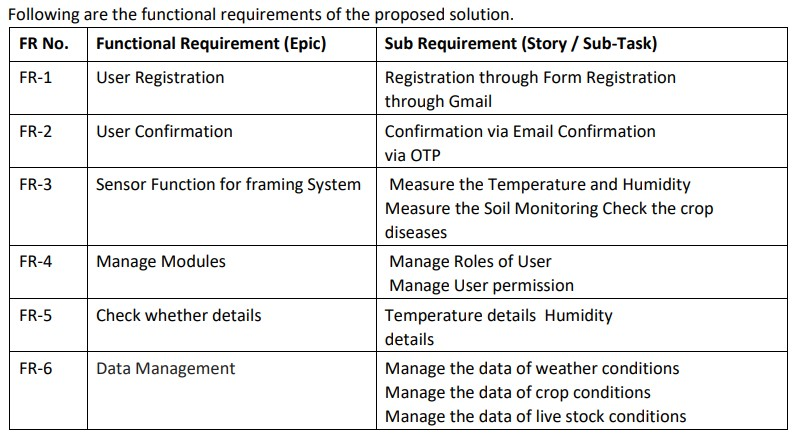 Following are the functional requirements of the proposed solution.
FR No. Functional Requirement (Epic) Sub Requirement (Story / Sub-Task)
FR-1 User Registration Registration through Form Registration
through Gmail
FR-2 User Confirmation Confirmation via Email Confirmation
via OTP
FR-3 Sensor Function for framing System Measure the Temperature and Humidity
Measure the Soil Monitoring Check the crop
diseases
FR-4 Manage Modules Manage Roles of User
Manage User permission
FR-5 Check whether details Temperature details Humidity
details
FR-6 Data Management Manage the data of weather conditions
Manage the data of crop conditions
Manage the data of live stock conditions